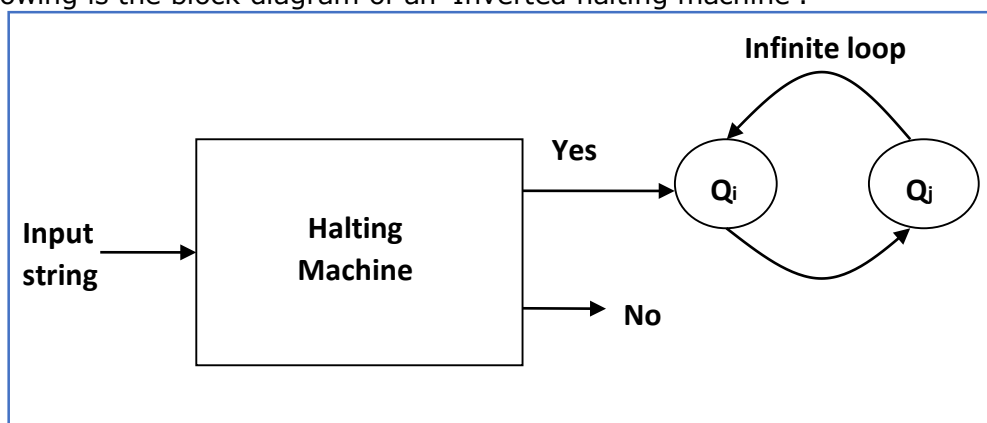 owing is the block diagram of an 'Inverted halting machine'.
Infinite loop
Yes
Qi
Qj
Input
string
Halting
Machine
No